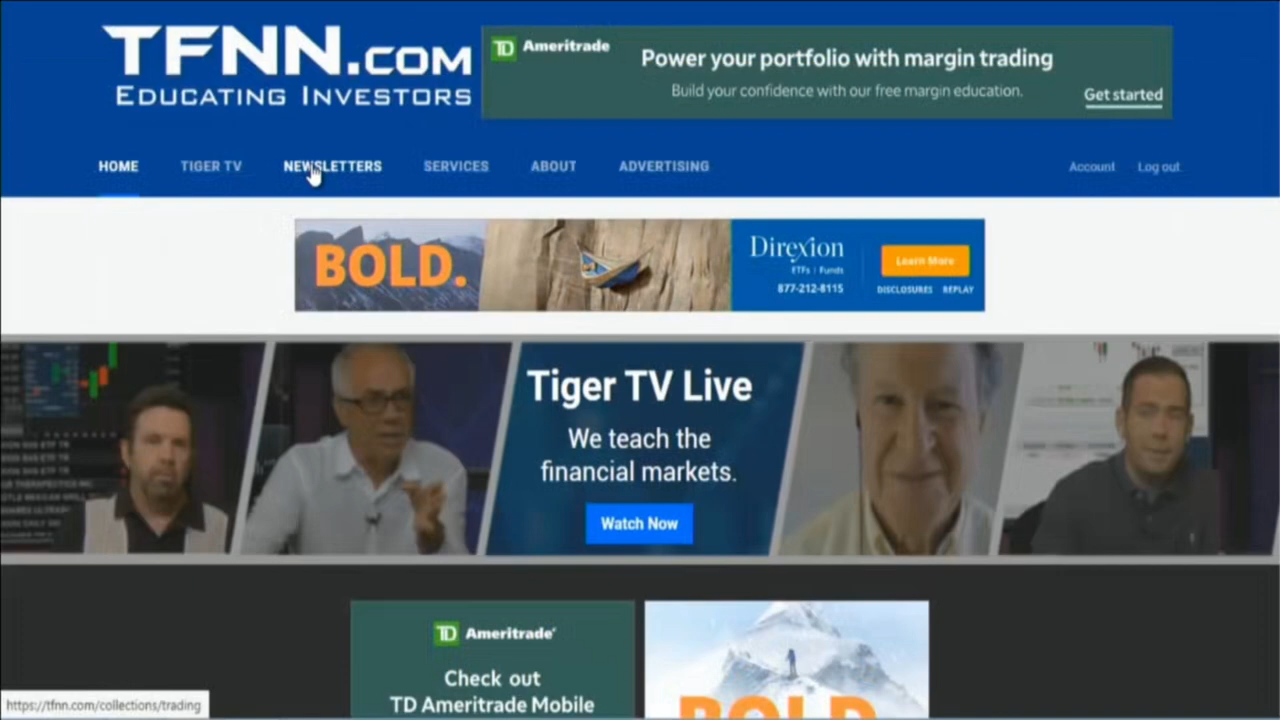 TFNN.COM
EDUCATING INVESTORS
TD Ameritrade
Power your portfolio with margin trading
Build your confidence with our free margin education.
Get started
HOME
TIGER TV
NEWSLETTERS
SERVICES
ABOUT
ADVERTISING
Account
Log out
BOLD.
Direxion
ETFs | Funds
877-212-8115
Learn More
DISCLOSURES
REPLAY
Tiger TV Live
We teach the
financial markets.
Watch Now
TD Ameritrade
Check out
TD Ameritrade Mobile
BOLD
https://tfnn.com/collections/trading